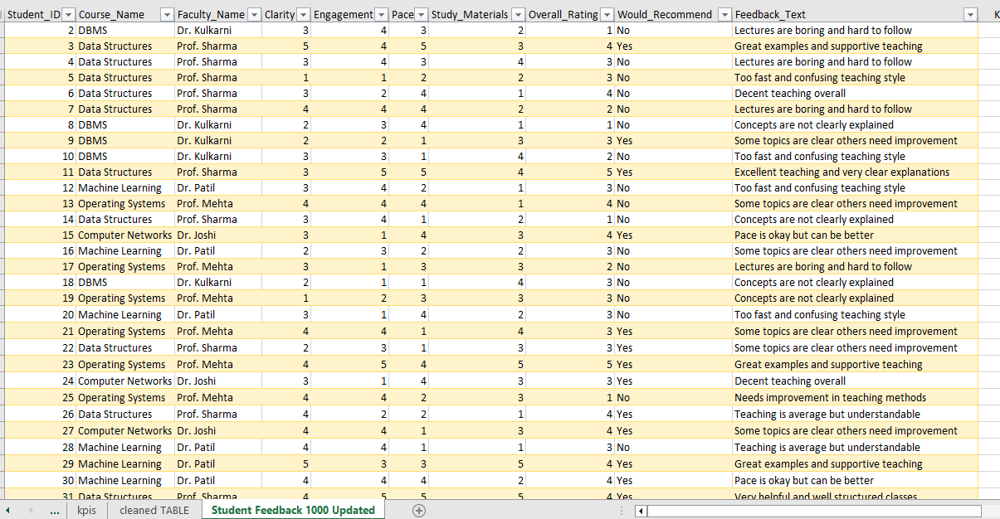 Student_ID Course_Name Faculty_Name Clarity Engagement Pace Study_Materials Overall_Rating Would_Recommend Feedback_Text K
2 DBMS Dr. Kulkarni 3 4 3 2 1 No Lectures are boring and hard to follow
3 Data Structures Prof. Sharma 5 4 5 3 4 Yes Great examples and supportive teaching
4 Data Structures Prof. Sharma 3 4 3 4 3 No Lectures are boring and hard to follow
5 Data Structures Prof. Sharma 1 1 2 2 3 No Too fast and confusing teaching style
6 Data Structures Prof. Sharma 3 2 4 1 4 No Decent teaching overall
7 Data Structures Prof. Sharma 4 4 4 2 2 No Lectures are boring and hard to follow
8 DBMS Dr. Kulkarni 2 3 4 1 1 No Concepts are not clearly explained
9 DBMS Dr. Kulkarni 2 2 1 3 3 Yes Some topics are clear others need improvement
10 DBMS Dr. Kulkarni 3 3 1 4 2 No Too fast and confusing teaching style
11 Data Structures Prof. Sharma 3 5 5 4 5 Yes Excellent teaching and very clear explanations
12 Machine Learning Dr. Patil 3 4 2 1 3 No Too fast and confusing teaching style
13 Operating Systems Prof. Mehta 4 4 4 1 4 No Some topics are clear others need improvement
14 Data Structures Prof. Sharma 3 4 1 2 1 No Concepts are not clearly explained
15 Computer Networks Dr. Joshi 3 1 4 3 4 Yes Pace is okay but can be better
16 Machine Learning Dr. Patil 2 3 2 2 3 No Some topics are clear others need improvement
17 Operating Systems Prof. Mehta 3 1 3 3 2 No Lectures are boring and hard to follow
18 DBMS Dr. Kulkarni 2 1 1 4 3 No Concepts are not clearly explained
19 Operating Systems Prof. Mehta 1 2 3 3 3 No Concepts are not clearly explained
20 Machine Learning Dr. Patil 3 1 4 2 3 No Too fast and confusing teaching style
21 Operating Systems Prof. Mehta 4 4 1 4 3 Yes Some topics are clear others need improvement
22 Data Structures Prof. Sharma 2 3 1 3 3 Yes Some topics are clear others need improvement
23 Operating Systems Prof. Mehta 4 5 4 5 5 Yes Great examples and supportive teaching
24 Computer Networks Dr. Joshi 3 1 4 3 3 Yes Decent teaching overall
25 Operating Systems Prof. Mehta 4 4 2 3 1 No Needs improvement in teaching methods
26 Data Structures Prof. Sharma 4 2 2 1 4 Yes Teaching is average but understandable
27 Computer Networks Dr. Joshi 4 4 1 3 4 Yes Some topics are clear others need improvement
28 Machine Learning Dr. Patil 4 4 1 1 3 No Teaching is average but understandable
29 Machine Learning Dr. Patil 5 3 3 5 4 Yes Great examples and supportive teaching
30 Machine Learning Dr. Patil 4 4 4 2 4 Yes Pace is okay but can be better
31 Data Structures Prof. Sharma 4 5 5 5 4 Yes Very helpful and well structured classes
... kpis cleaned TABLE Student Feedback 1000 Updated